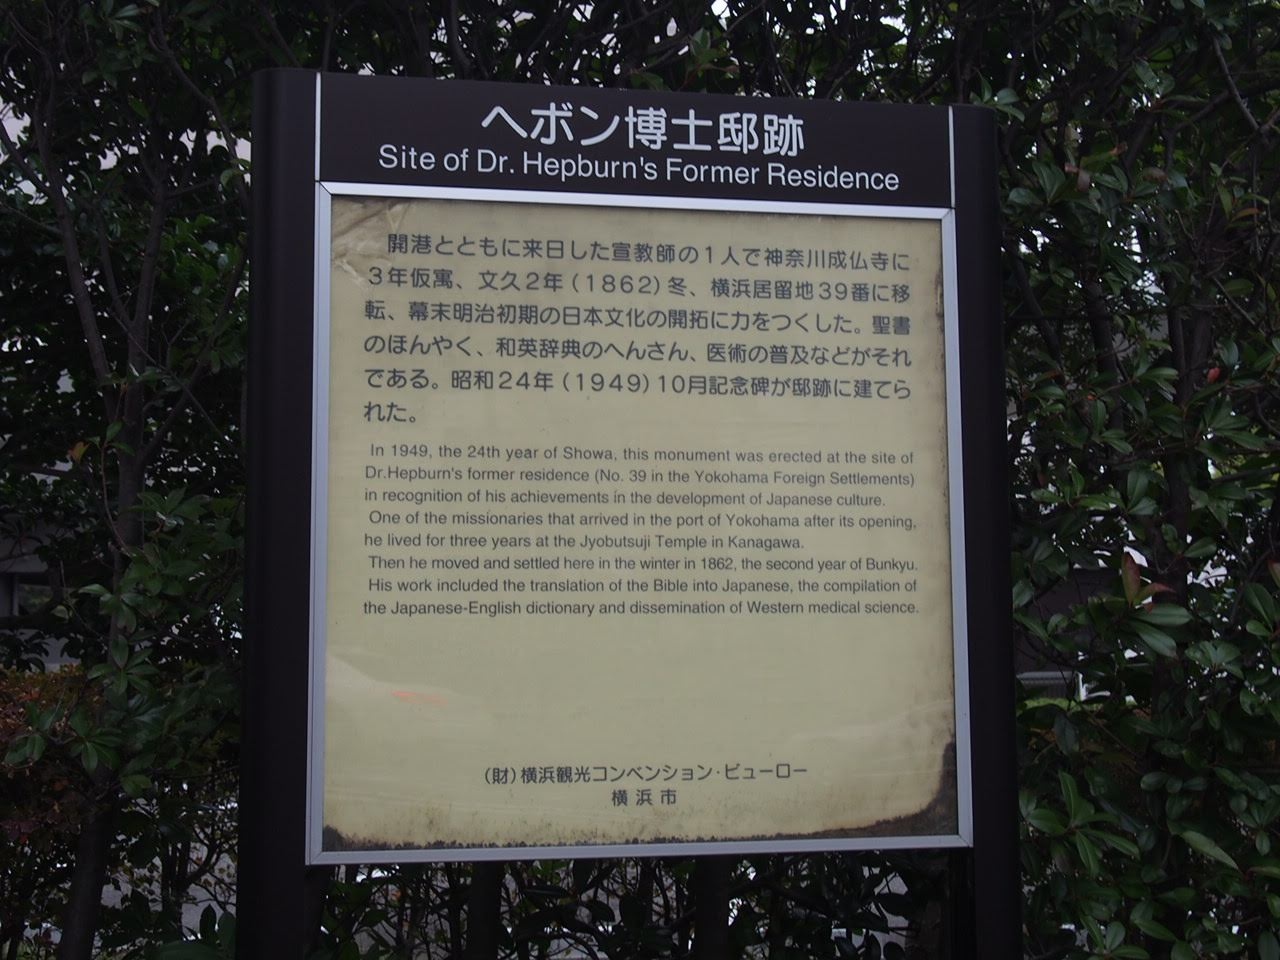 ヘボン博士邸跡
Site of Dr. Hepburn's Former Residence
開港とともに来日した宣教師の1人で神奈川成仏寺に
3年仮寓、文久2年(1862)冬、横浜居留地39番に移
転、幕末明治初期の日本文化の開拓に力をつくした。聖書
のほんやく、和英辞典のへんさん、医術の普及などがそれ
である。昭和24年(1949)10月記念碑が邸跡に建てら
れた。
In 1949, the 24th year of Showa, this monument was erected at the site of
Dr.Hepburn's former residence (No. 39 in the Yokohama Foreign Settlements)
in recognition of his achievements in the development of Japanese culture.
One of the missionaries that arrived in the port of Yokohama after its opening,
he lived for three years at the Jyobutsuji Temple in Kanagawa.
Then he moved and settled here in the winter in 1862, the second year of Bunkyu.
His work included the translation of the Bible into Japanese, the compilation of
the Japanese-English dictionary and dissemination of Western medical science.
(財)横浜観光コンベンション・ビューロー
横浜市